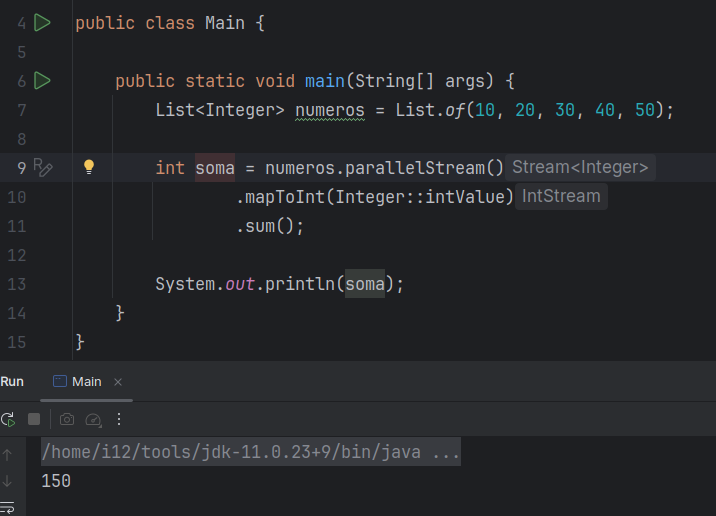 4 public class Main {
5
6 public static void main(String[] args) {
7 List<Integer> numeros = List.of(10, 20, 30, 40, 50);
8
9 int soma = numeros.parallelStream() Stream<Integer>
10 .mapToInt(Integer::intValue) IntStream
11 .sum();
12
13 System.out.println(soma);
14 }
15 }
Run Main ×
/home/i12/tools/jdk-11.0.23+9/bin/java ...
150